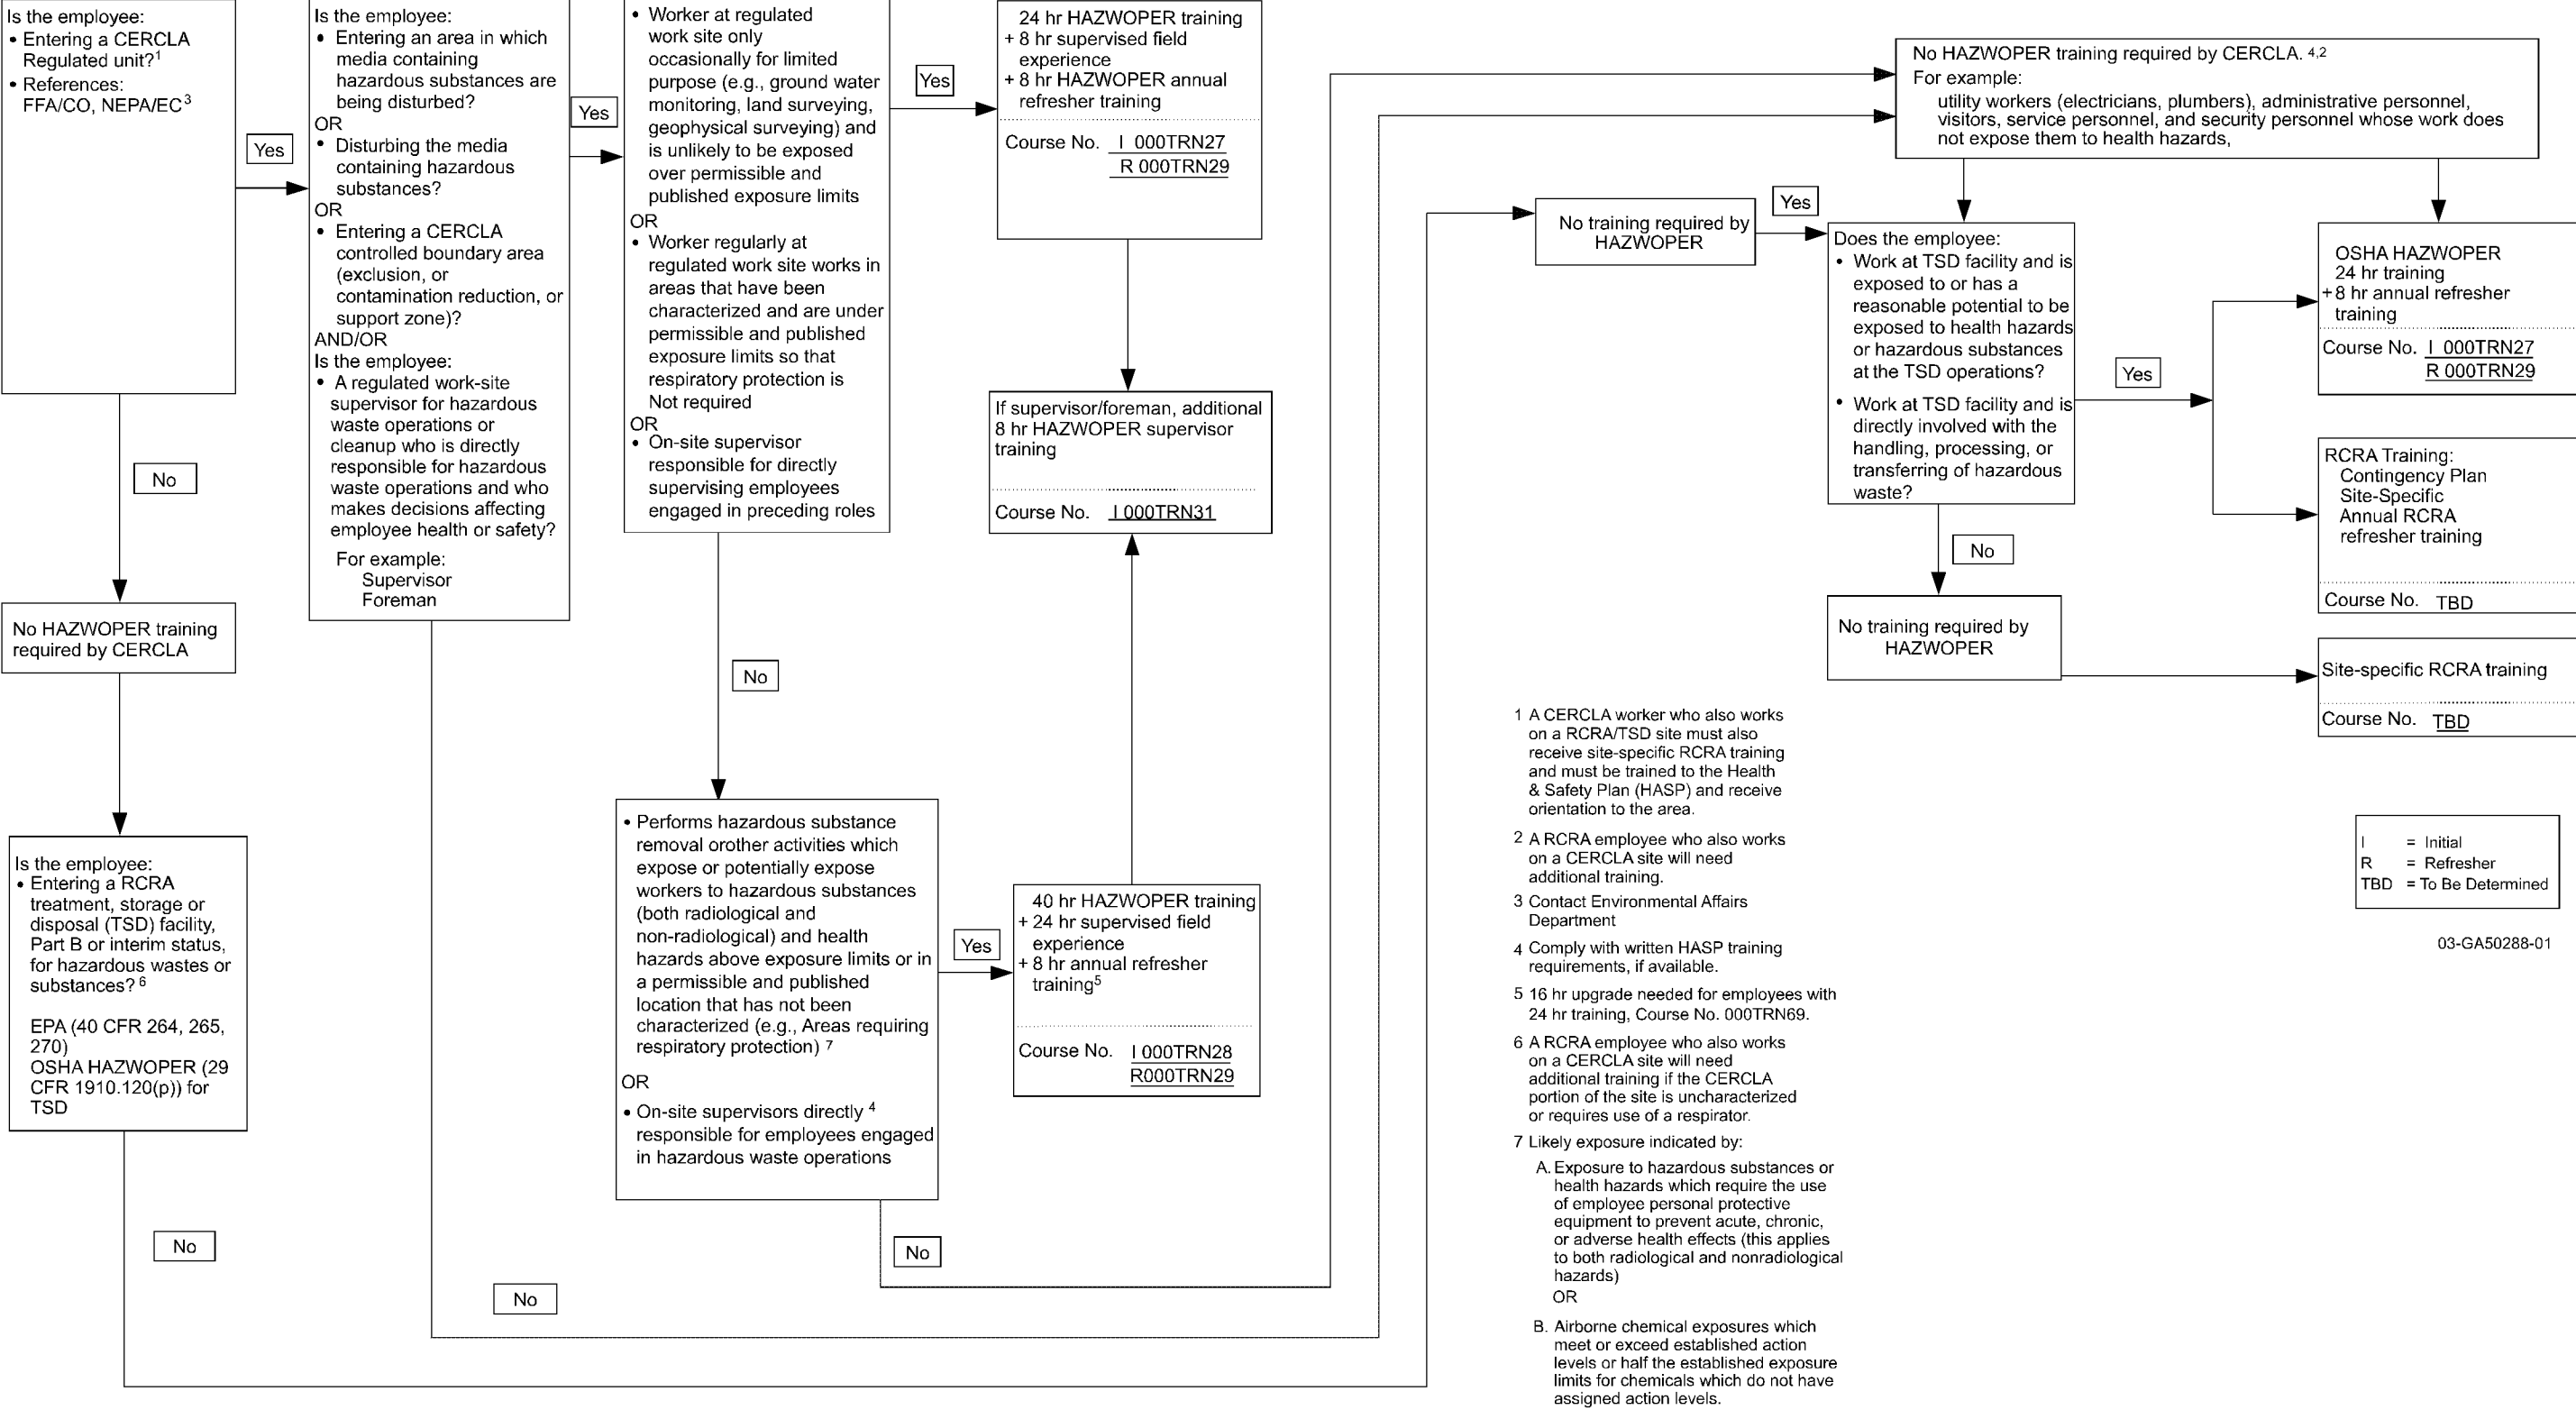 Is the employee:
• Entering a CERCLA
Regulated unit?1
• References:
FFA/CO, NEPA/EC3
Yes
No
No HAZWOPER training
required by CERCLA
Is the employee:
• Entering a RCRA
treatment, storage or
disposal (TSD) facility,
Part B or interim status,
for hazardous wastes or
substances? 6
EPA (40 CFR 264, 265,
270)
OSHA HAZWOPER (29
CFR 1910.120(p)) for
TSD
No
Is the employee:
• Entering an area in which
media containing
hazardous substances are
being disturbed?
OR
• Disturbing the media
containing hazardous
substances?
OR
• Entering a CERCLA
controlled boundary area
(exclusion, or
contamination reduction, or
support zone)?
AND/OR
Is the employee:
• A regulated work-site
supervisor for hazardous
waste operations or
cleanup who is directly
responsible for hazardous
waste operations and who
makes decisions affecting
employee health or safety?
For example:
Supervisor
Foreman
Yes
No
• Worker at regulated
work site only
occasionally for limited
purpose (e.g., ground water
monitoring, land surveying,
geophysical surveying) and
is unlikely to be exposed
over permissible and
published exposure limits
OR
• Worker regularly at
regulated work site works in
areas that have been
characterized and are under
permissible and published
exposure limits so that
respiratory protection is
Not required
OR
• On-site supervisor
responsible for directly
supervising employees
engaged in preceding roles
Yes
No
• Performs hazardous substance
removal orother activities which
expose or potentially expose
workers to hazardous substances
(both radiological and
non-radiological) and health
hazards above exposure limits or in
a permissible and published
location that has not been
characterized (e.g., Areas requiring
respiratory protection) 7
OR
• On-site supervisors directly 4
responsible for employees engaged
in hazardous waste operations
Yes
No
24 hr HAZWOPER training
+ 8 hr supervised field
experience
+ 8 hr HAZWOPER annual
refresher training
Course No. I 000TRN27
R 000TRN29
If supervisor/foreman, additional
8 hr HAZWOPER supervisor
training
Course No. I 000TRN31
40 hr HAZWOPER training
+ 24 hr supervised field
experience
+ 8 hr annual refresher
training5
Course No. I 000TRN28
R000TRN29
No HAZWOPER training required by CERCLA. 4,2
For example:
utility workers (electricians, plumbers), administrative personnel,
visitors, service personnel, and security personnel whose work does
not expose them to health hazards,
No training required by
HAZWOPER
Yes
Does the employee:
• Work at TSD facility and is
exposed to or has a
reasonable potential to be
exposed to health hazards
or hazardous substances
at the TSD operations?
• Work at TSD facility and is
directly involved with the
handling, processing, or
transferring of hazardous
waste?
Yes
No
No training required by
HAZWOPER
OSHA HAZWOPER
24 hr training
+ 8 hr annual refresher
training
Course No. I 000TRN27
R 000TRN29
RCRA Training:
Contingency Plan
Site-Specific
Annual RCRA
refresher training
Course No. TBD
Site-specific RCRA training
Course No. TBD
1 A CERCLA worker who also works
on a RCRA/TSD site must also
receive site-specific RCRA training
and must be trained to the Health
& Safety Plan (HASP) and receive
orientation to the area.
2 A RCRA employee who also works
on a CERCLA site will need
additional training.
3 Contact Environmental Affairs
Department
4 Comply with written HASP training
requirements, if available.
5 16 hr upgrade needed for employees with
24 hr training, Course No. 000TRN69.
6 A RCRA employee who also works
on a CERCLA site will need
additional training if the CERCLA
portion of the site is uncharacterized
or requires use of a respirator.
7 Likely exposure indicated by:
A. Exposure to hazardous substances or
health hazards which require the use
of employee personal protective
equipment to prevent acute, chronic,
or adverse health effects (this applies
to both radiological and nonradiological
hazards)
OR
B. Airborne chemical exposures which
meet or exceed established action
levels or half the established exposure
limits for chemicals which do not have
assigned action levels.
I = Initial
R = Refresher
TBD = To Be Determined
03-GA50288-01